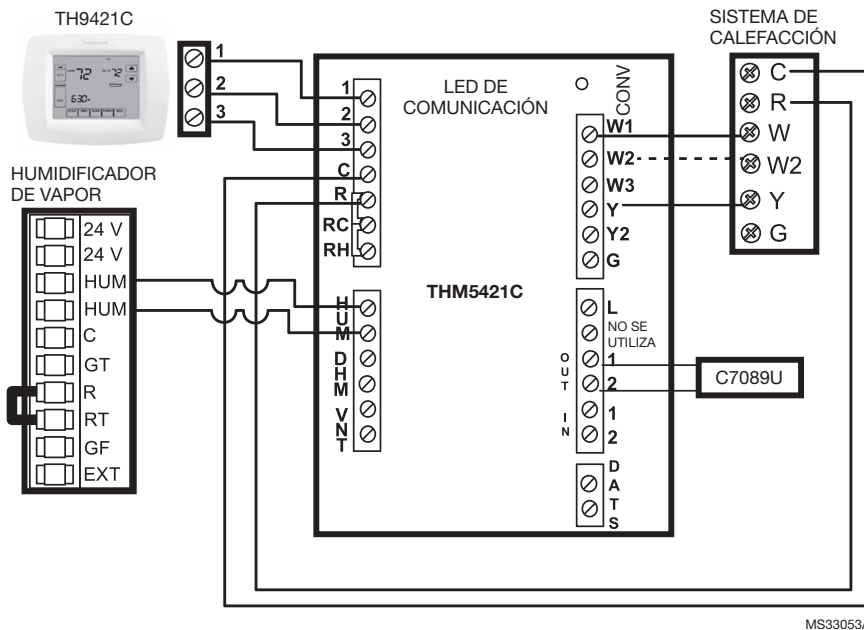 TH9421C
1
2
3
HUMIDIFICADOR
DE VAPOR
24 V
24 V
HUM
HUM
C
GT
R
RT
GF
EXT
LED DE
COMUNICACIÓN
CONV
1
2
3
C
R
RC
RH
HUM
DHM
VNT
THM5421C
W1
W2
W3
Y
Y2
G
L
NO SE
UTILIZA
OUT
1
2
IN
1
2
DATS
C7089U
SISTEMA DE
CALEFACCIÓN
C
R
W
W2
Y
G
MS33053A